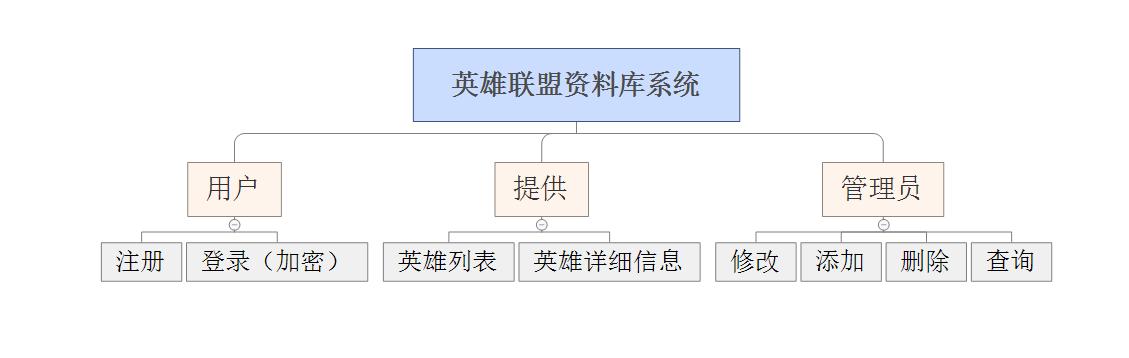 英雄联盟资料库系统
用户
提供
管理员
注册
登录（加密）
英雄列表
英雄详细信息
修改
添加
删除
查询